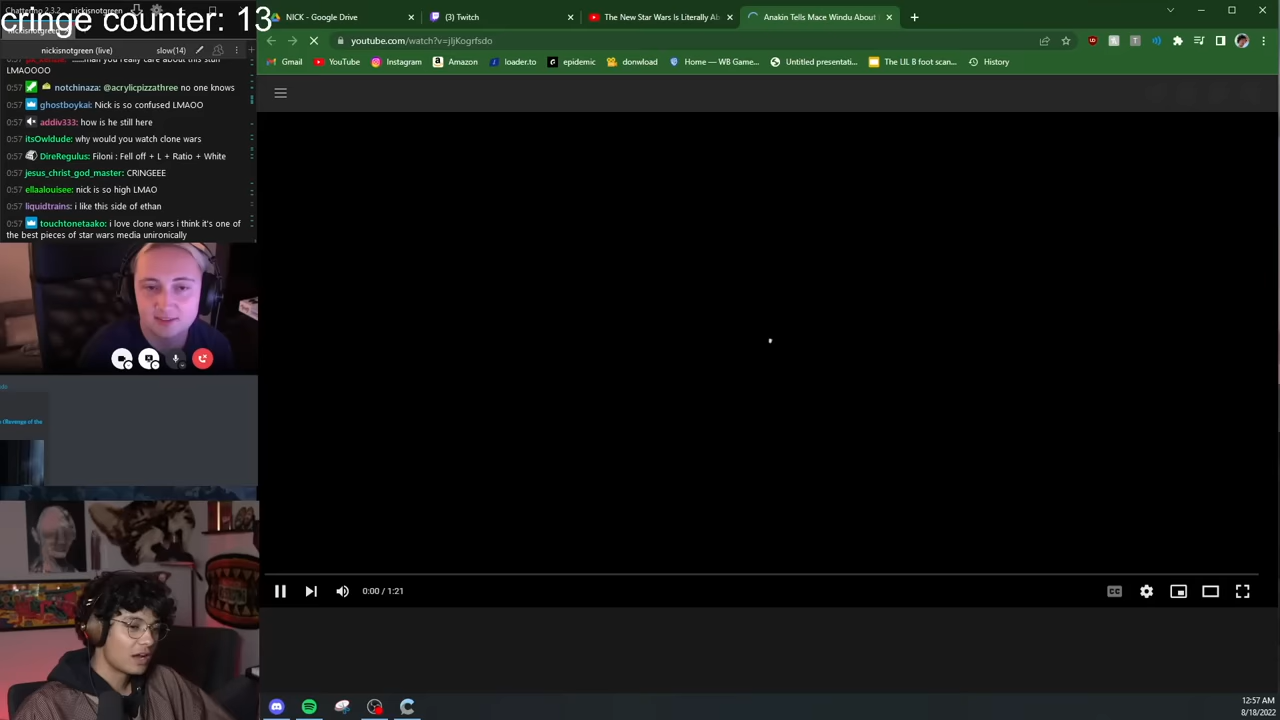 cringe counter: 13
NICK - Google Drive
(3) Twitch
The New Star Wars Is Literally Ab
Anakin Tells Mace Windu About
nickisnotgreen (live)
slow(14)
youtube.com/watch?v=jljKogrfsdo
Gmail
YouTube
Instagram
Amazon
loader.to
epidemic
donwload
Home — WB Game...
Untitled presentati...
The LIL B foot scan...
History
LMAOOOO
0:57 notchinaza: @acrylicpizzathree no one knows
0:57 ghostboykai: Nick is so confused LMAOO
0:57 addiv333: how is he still here
0:57 itsOwldude: why would you watch clone wars
0:57 DireRegulus: Filoni : Fell off + L + Ratio + White
0:57 jesus_christ_god_master: CRINGEEE
0:57 ellaalouisee: nick is so high LMAO
0:57 liquidtrains: i like this side of ethan
0:57 touchtonetaako: i love clone wars i think it's one of
the best pieces of star wars media unironically
do
(Revenge of the
0:00 / 1:21
12:57 AM
8/18/2022